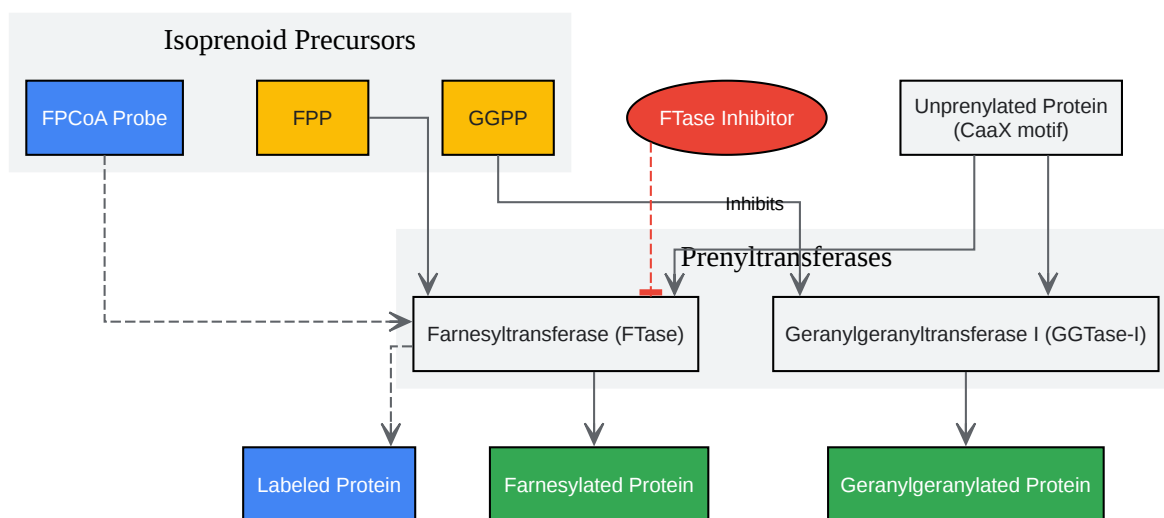 Isoprenoid Precursors
FPCoA Probe
FPP
GGPP
FTase Inhibitor
Unprenylated Protein
(CaaX motif)
Inhibits
Prenyltransferases
Farnesyltransferase (FTase)
Geranylgeranyltransferase I (GGTase-I)
Labeled Protein
Farnesylated Protein
Geranylgeranylated Protein